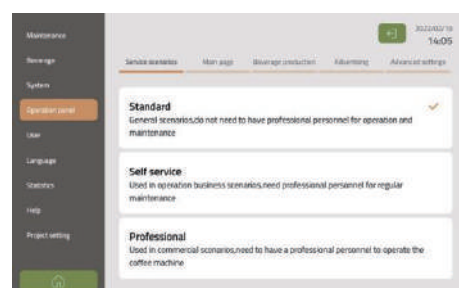 Maintenance
Beverage
System
Operation panel
User
Language
Statistics
Help
Project setting
2022/02/18
14:05
Service scenarios
Main page
Beverage production
Advertising
Advanced settings
Standard
General scenarios,do not need to have professional personnel for operation and
maintenance
Self service
Used in operation business scenarios,need professional personnel for regular
maintenance
Professional
Used in commercial scenarios,need to have a professional personnel to operate the
coffee machine